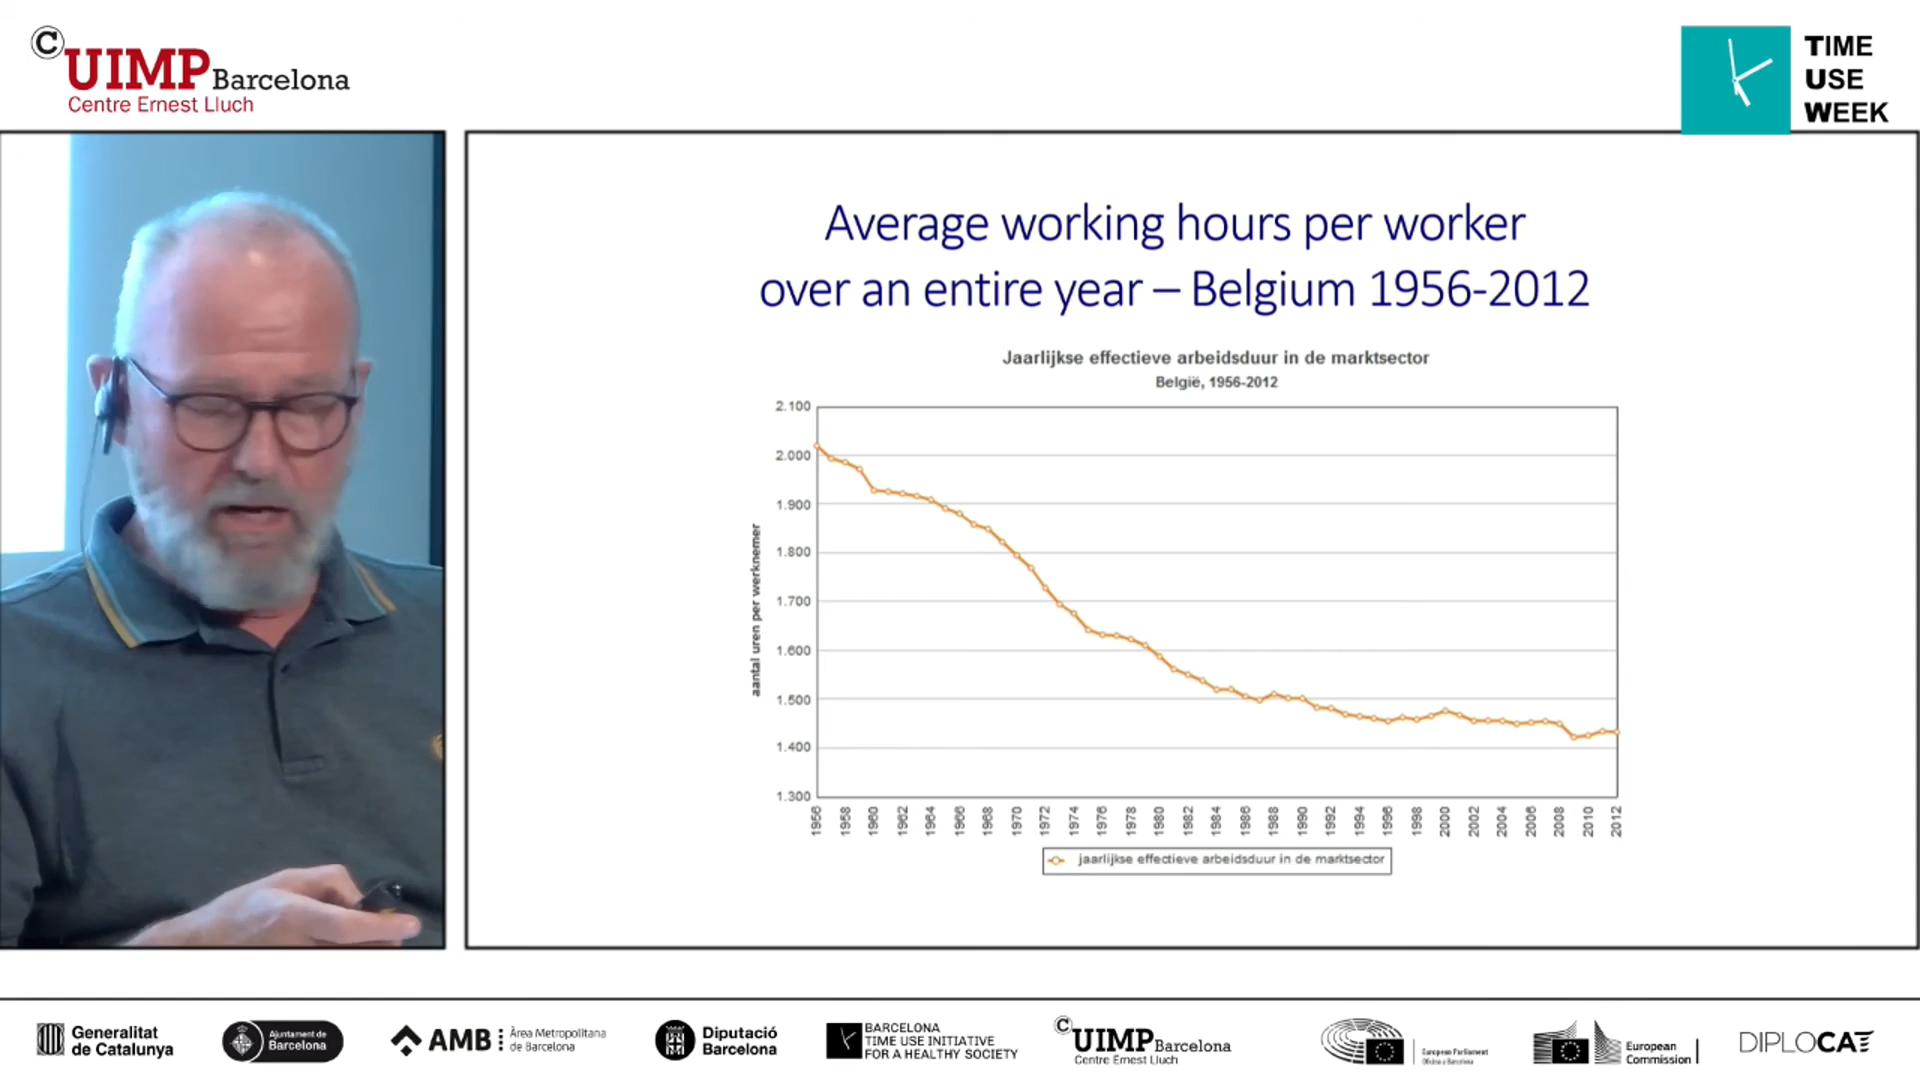 ©
UIMP Barcelona
Centre Ernest Lluch
TIME
USE
WEEK
Average working hours per worker
over an entire year – Belgium 1956-2012
Jaarlijkse effectieve arbeidsduur in de marktsector
België, 1956-2012
aantal uren per werknemer
2.100
2.000
1.900
1.800
1.700
1.600
1.500
1.400
1.300
1956 1958 1960 1962 1964 1966 1968 1970 1972 1974 1976 1978 1980 1982 1984 1986 1988 1990 1992 1994 1996 1998 2000 2002 2004 2006 2008 2010 2012
jaarlijkse effectieve arbeidsduur in de marktsector
Generalitat
de Catalunya
Ajuntament de
Barcelona
AMB
Àrea Metropolitana
de Barcelona
Diputació
Barcelona
BARCELONA
TIME USE INITIATIVE
FOR A HEALTHY SOCIETY
©
UIMP Barcelona
Centre Ernest Lluch
European Parliament
Oficina a Barcelona
European
Commission
DIPLOCAT